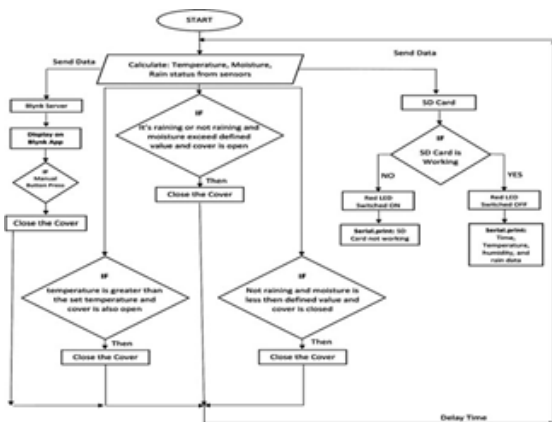 START
Send Data
Calculate: Temperature, Moisture,
Rain status from sensors
Send Data
Blynk Server
Display on
Blynk App
IF
Manual
Button Press
Close the Cover
IF
It's raining or not raining and
moisture exceed defined
value and cover is open
Then
Close the Cover
SD Card
IF
SD Card is
Working
NO
YES
Red LED
Switched ON
Serial.print: SD
Card not working
Red LED
Switched OFF
Serial.print:
Time,
Temperature,
humidity, and
rain data
IF
temperature is greater than
the set temperature and
cover is also open
Then
Close the Cover
IF
Not raining and moisture is
less then defined value and
cover is closed
Then
Close the Cover
Delay Time